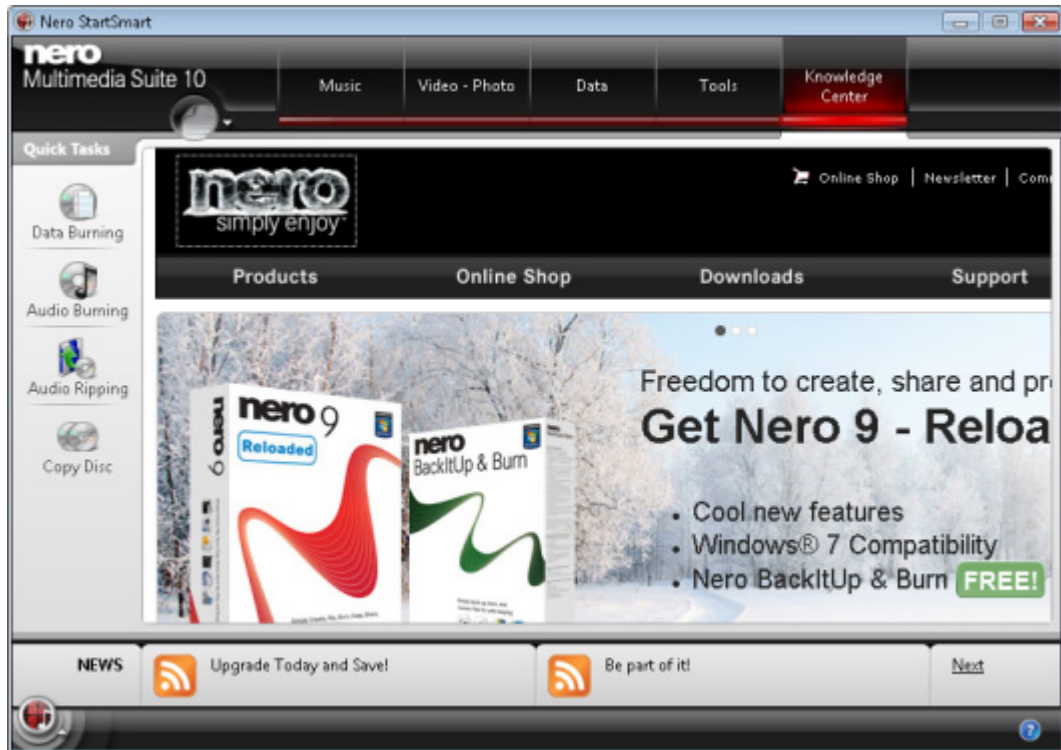 Nero StartSmart
nero
Multimedia Suite 10
Music
Video - Photo
Data
Tools
Knowledge
Center
Quick Tasks
Data Burning
Audio Burning
Audio Ripping
Copy Disc
nero
simply enjoy
Online Shop
Newsletter
Products
Online Shop
Downloads
Support
Freedom to create, share and
Get Nero 9 -
• Cool new features
• Windows® 7 Compatibility
• Nero BackItUp & Burn FREE!
nero 9
Reloaded
nero 9
nero
BackItUp & Burn
NEWS
Upgrade Today and Save!
Be part of it!
Next